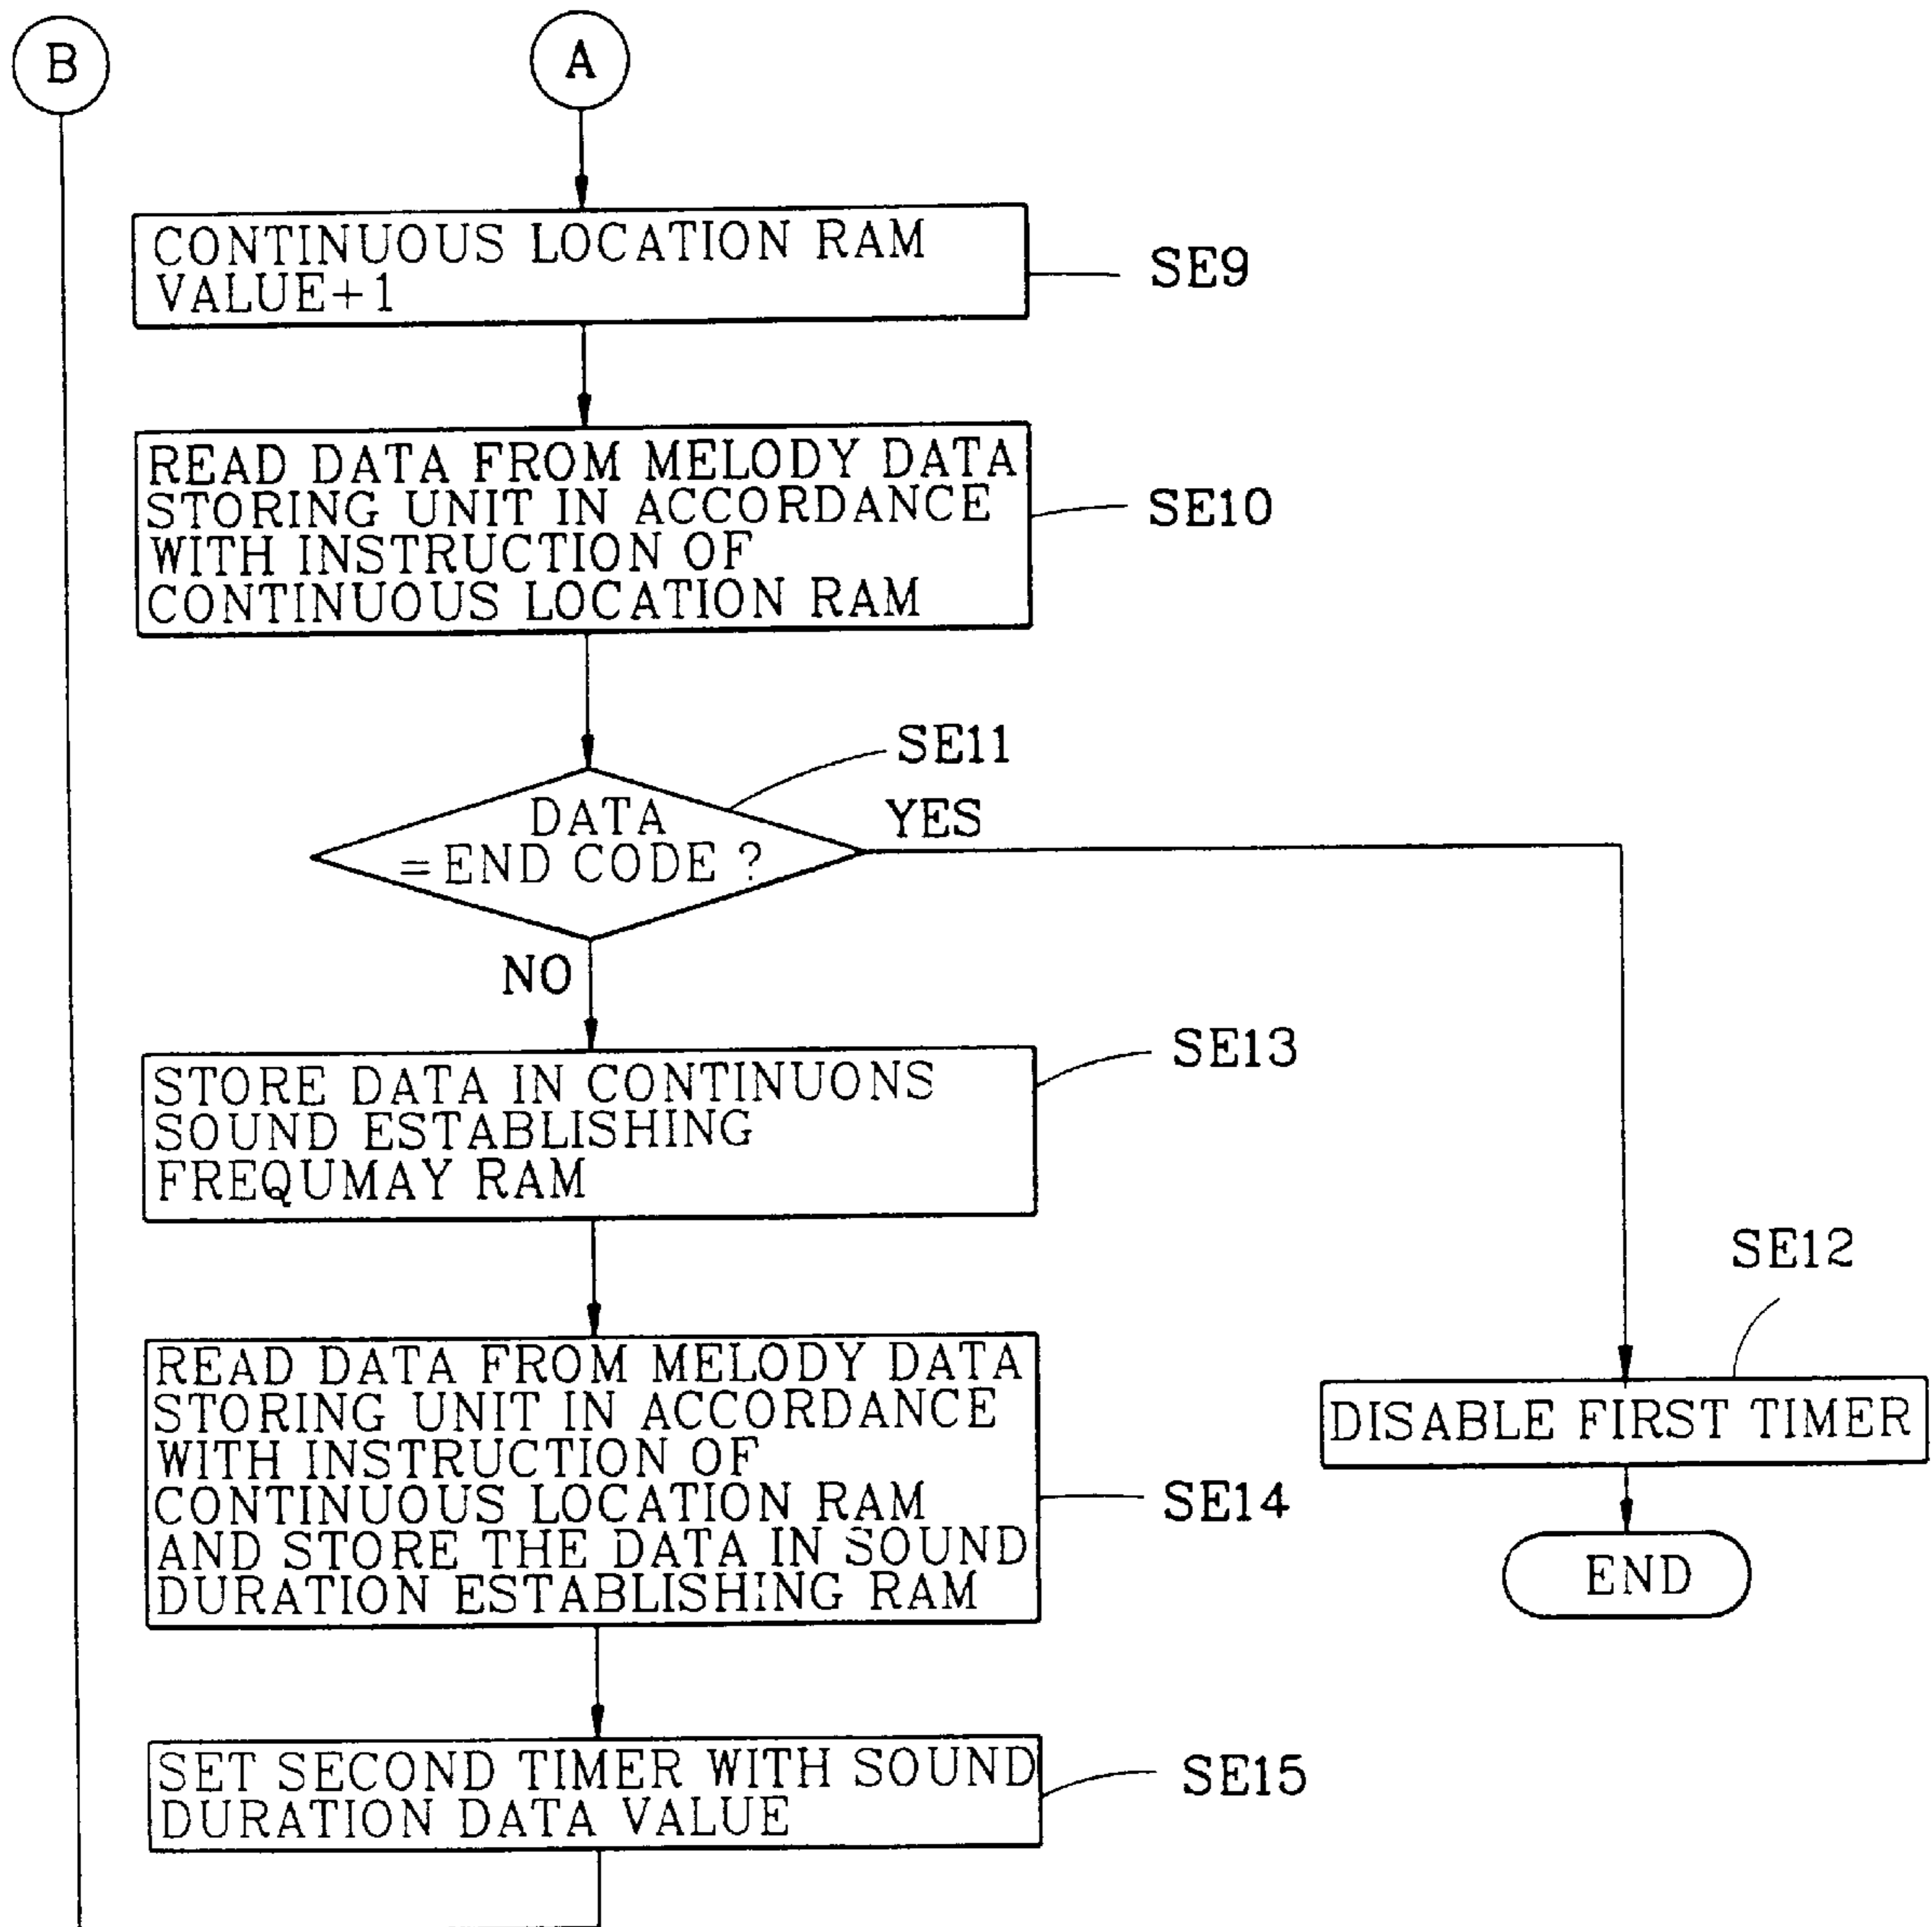 B
A
CONTINUOUS LOCATION RAM
VALUE+1
SE9
READ DATA FROM MELODY DATA
STORING UNIT IN ACCORDANCE
WITH INSTRUCTION OF
CONTINUOUS LOCATION RAM
SE10
SE11
DATA
=END CODE ?
YES
NO
STORE DATA IN CONTINUONS
SOUND ESTABLISHING
FREQUMAY RAM
SE13
READ DATA FROM MELODY DATA
STORING UNIT IN ACCORDANCE
WITH INSTRUCTION OF
CONTINUOUS LOCATION RAM
AND STORE THE DATA IN SOUND
DURATION ESTABLISHING RAM
SE14
SE12
DISABLE FIRST TIMER
END
SET SECOND TIMER WITH SOUND
DURATION DATA VALUE
SE15